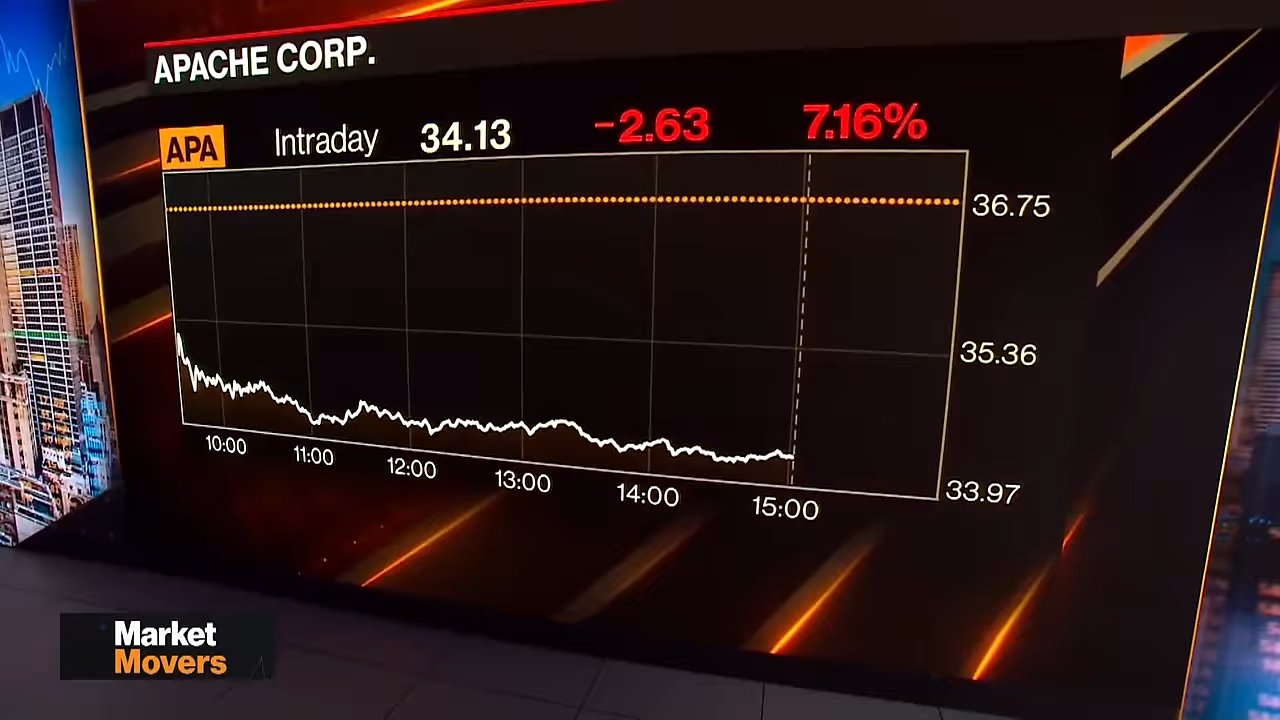 APACHE CORP.
APA Intraday 34.13 -2.63 7.16%
36.75
35.36
33.97
10:00 11:00 12:00 13:00 14:00 15:00
Market
Movers